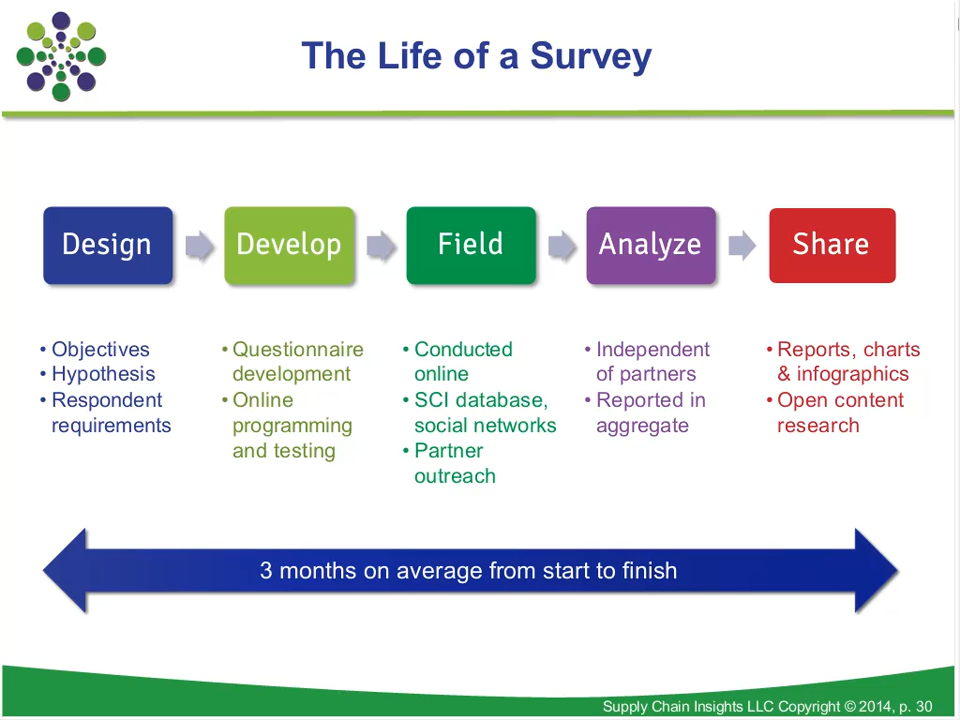 The Life of a Survey
Design
Develop
Field
Analyze
Share
• Objectives
• Hypothesis
• Respondent
requirements
• Questionnaire
development
• Online
programming
and testing
• Conducted
online
• SCI database,
social networks
• Partner
outreach
• Independent
of partners
• Reported in
aggregate
• Reports, charts
& infographics
• Open content
research
3 months on average from start to finish
Supply Chain Insights LLC Copyright © 2014, p. 30